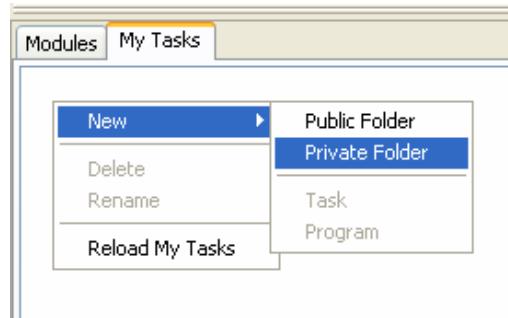 Modules My Tasks
New
Delete
Rename
Reload My Tasks
Public Folder
Private Folder
Task
Program